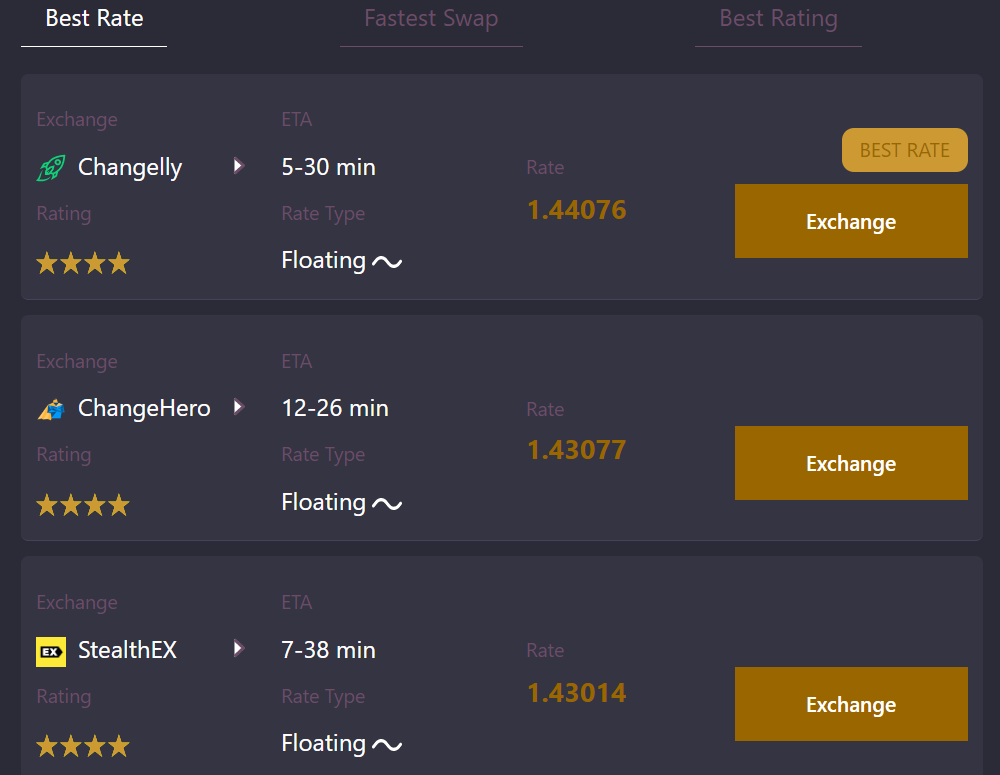 Best Rate
Fastest Swap
Best Rating
Exchange
ETA
BEST RATE
Changelly
5-30 min
Rate
Rating
Rate Type
1.44076
Exchange
Floating
Exchange
ETA
ChangeHero
12-26 min
Rate
Rating
Rate Type
1.43077
Exchange
Floating
Exchange
ETA
EX
StealthEX
7-38 min
Rate
Rating
Rate Type
1.43014
Exchange
Floating